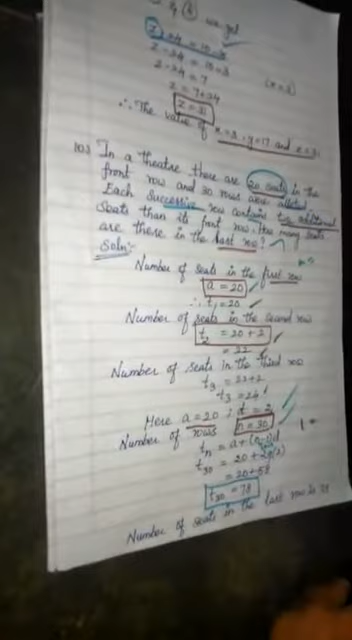 we get
z - 24 = 10 - 3
z - 24 = 7
z = 7 + 24
z = 31
∴ The value of x = 3, y = 17 and z = 31
10) In a theatre there are 20 seats in the
front row and 30 rows were allotted
Each successive row contains two additional
seats than its front row. How many seats
are there in the last row?
Soln:-
Number of seats in the first row
a = 20
∴ t₁ = 20
Number of seats in the second row
t₂ = 20 + 2
= 22
Number of seats in the third row
t₃ = 22 + 2
t₃ = 24
Here a = 20 ; d = 2
Number of rows n = 30
tₙ = a + (n-1)d
t₃₀ = 20 + 29(2)
= 20 + 58
t₃₀ = 78
Number of seats in the last row is 78